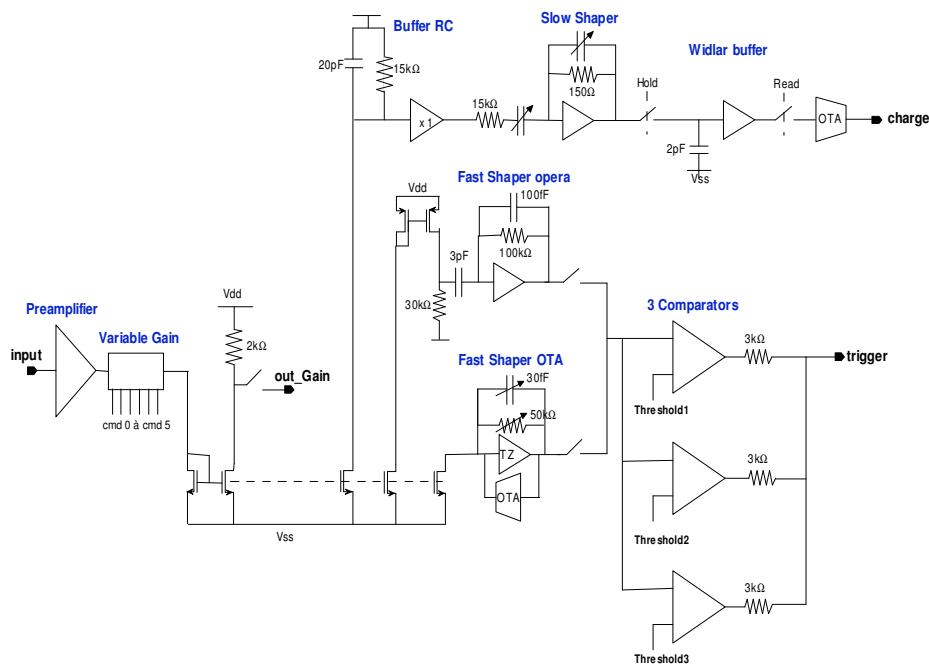 Slow Shaper
Buffer RC
Widlar buffer
20pF
15kΩ
15kΩ
150Ω
Hold
Read
x 1
OTA
charge
2pF
Vss
Fast Shaper opera
Vdd
100fF
100kΩ
3pF
30kΩ
Vdd
Preamplifier
Variable Gain
2kΩ
input
out_Gain
cmd 0 à cmd 5
3 Comparators
3kΩ
trigger
Threshold1
Fast Shaper OTA
30fF
50kΩ
TZ
OTA
3kΩ
Threshold2
Vss
3kΩ
Threshold3